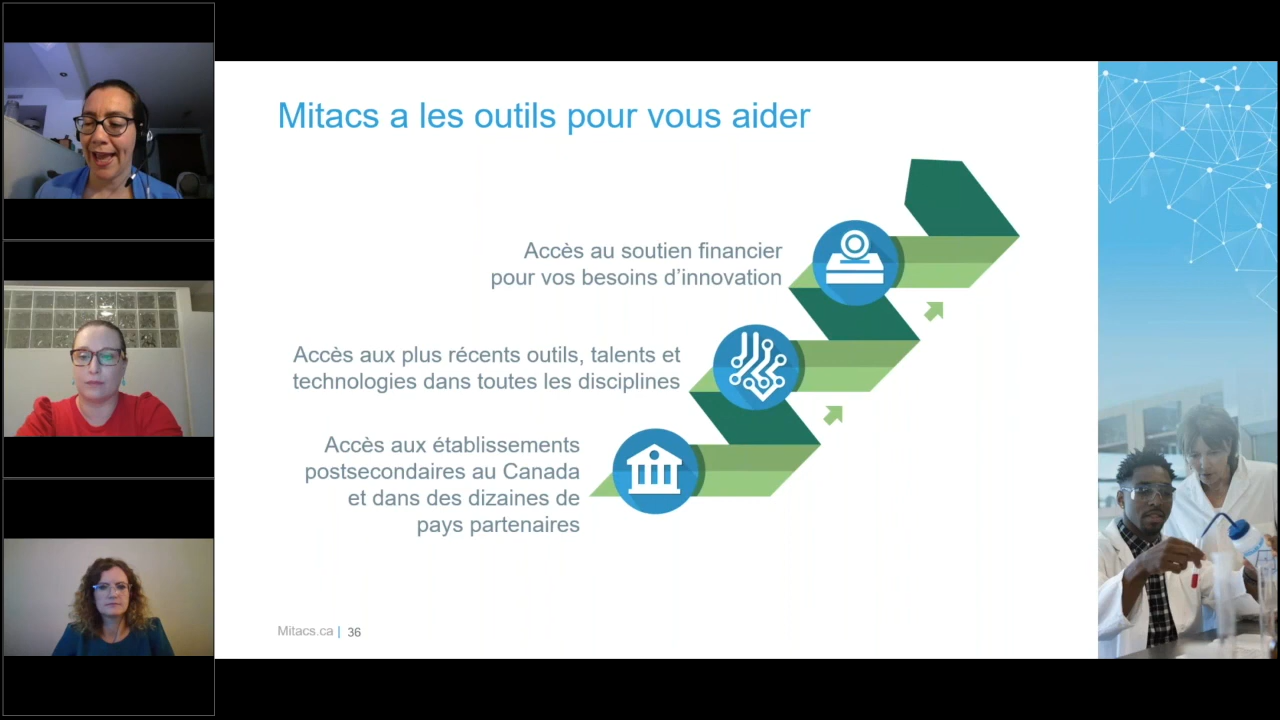 Mitacs a les outils pour vous aider
Accès au soutien financier
pour vos besoins d’innovation
Accès aux plus récents outils, talents et
technologies dans toutes les disciplines
Accès aux établissements
postsecondaires au Canada
et dans des dizaines de
pays partenaires
Mitacs.ca | 36